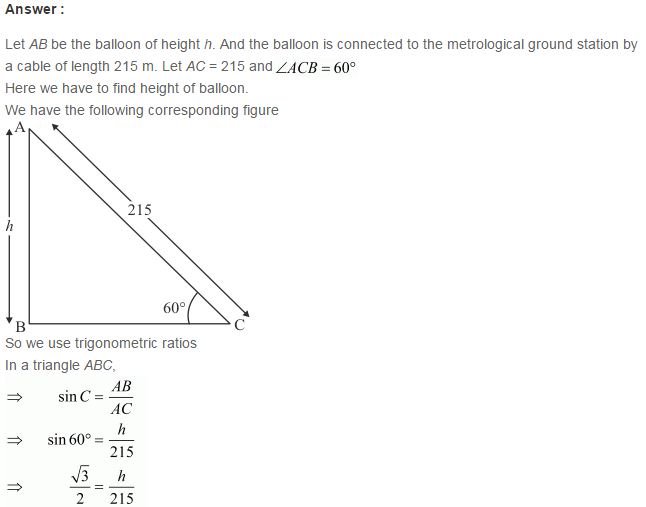 Answer :
Let AB be the balloon of height h. And the balloon is connected to the metrological ground station by
a cable of length 215 m. Let AC = 215 and ∠ACB = 60°
Here we have to find height of balloon.
We have the following corresponding figure
A
215
h
60°
B
C
So we use trigonometric ratios
In a triangle ABC,
⇒ sin C = AB/AC
⇒ sin 60° = h/215
⇒ √3/2 = h/215